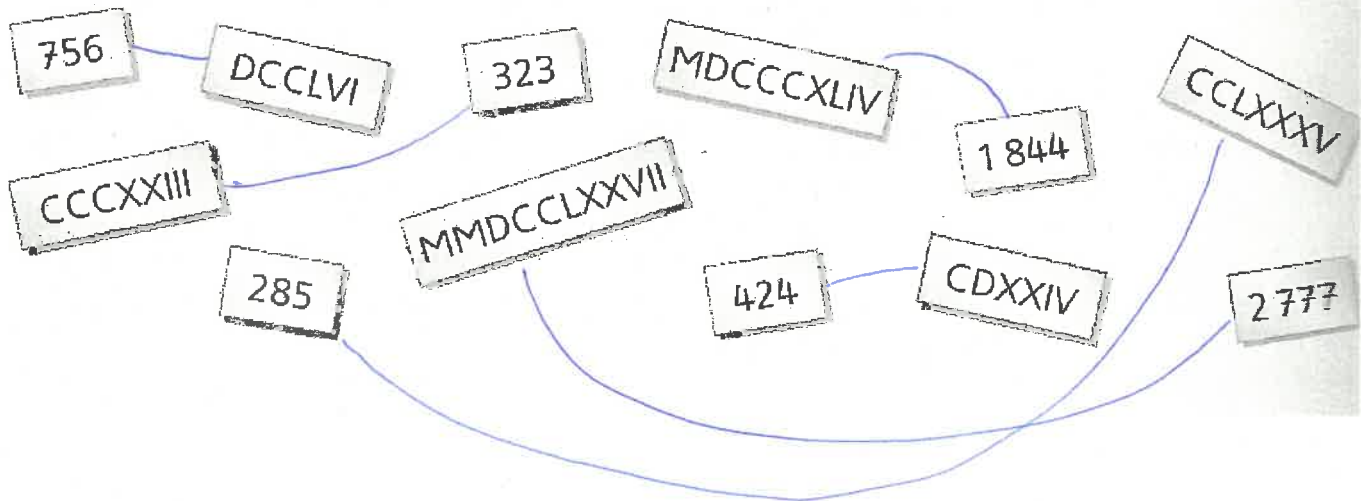 756
DCCLVI
323
MDCCCXLIV
1 844
CCLXXXV
CCCXXIII
MMDCCLXXVII
285
424
CDXXIV
2 777